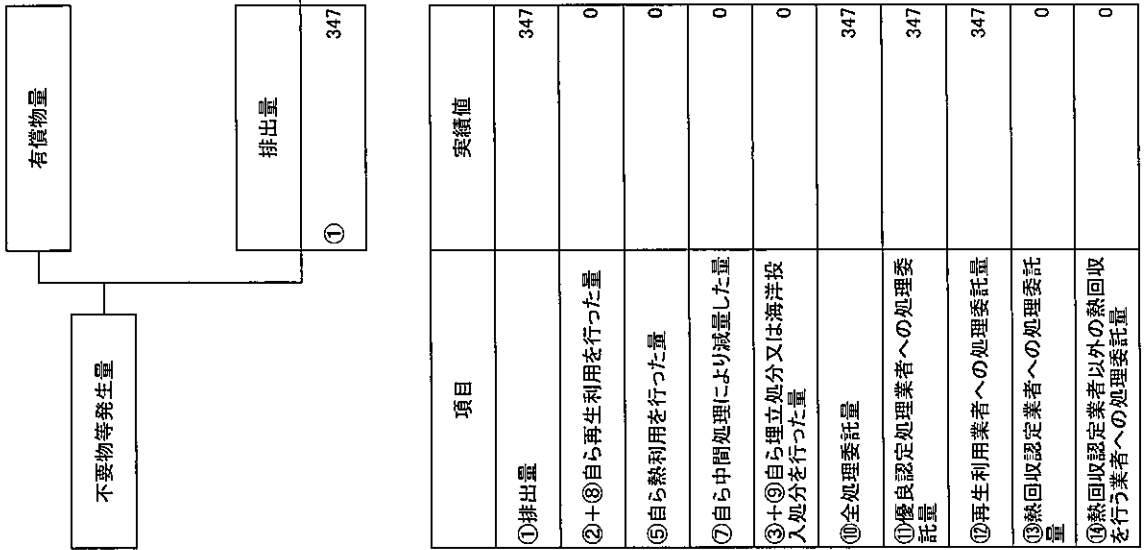 不要物等発生量
有償物量
排出量
① 347
項目 実績値
①排出量 347
②+⑧自ら再生利用を行った量 0
⑤自ら熱利用を行った量 0
⑦自ら中間処理により減量した量 0
③+⑨自ら埋立処分又は海洋投
入処分を行った量 0
⑩全処理委託量 347
⑪優良認定処理業者への処理委
託量 347
⑫再生利用業者への処理委託量 347
⑬熱回収認定業者への処理委託
量 0
⑭熱回収認定業者以外の熱回収
を行う業者への処理委託量 0